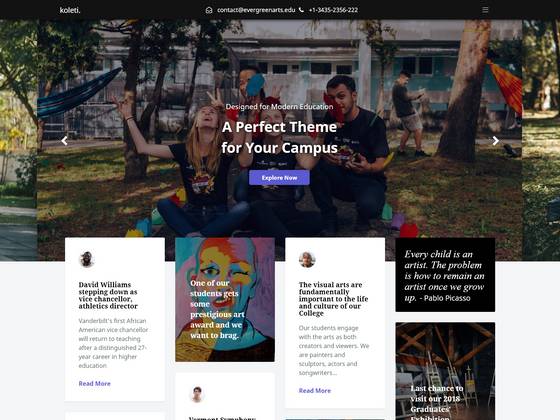 koleti.
contact@evergreenarts.edu
+1-3435-2356-222
Designed for Modern Education
A Perfect Theme
for Your Campus
Explore Now
David Williams
stepping down as
vice chancellor,
athletics director
Vanderbilt's first African
American vice chancellor
will return to teaching
after a distinguished 27-
year career in higher
education
Read More
One of our
students gets
some
prestigious art
award and we
want to brag.
The visual arts are
fundamentally
important to the life
and culture of our
College
Our students engage
with the arts as both
creators and viewers. We
are painters and
sculptors, actors and
songwriters...
Read More
Every child is an
artist. The problem
is how to remain an
artist once we grow
up. - Pablo Picasso
Last chance to
visit our 2018
Graduates'